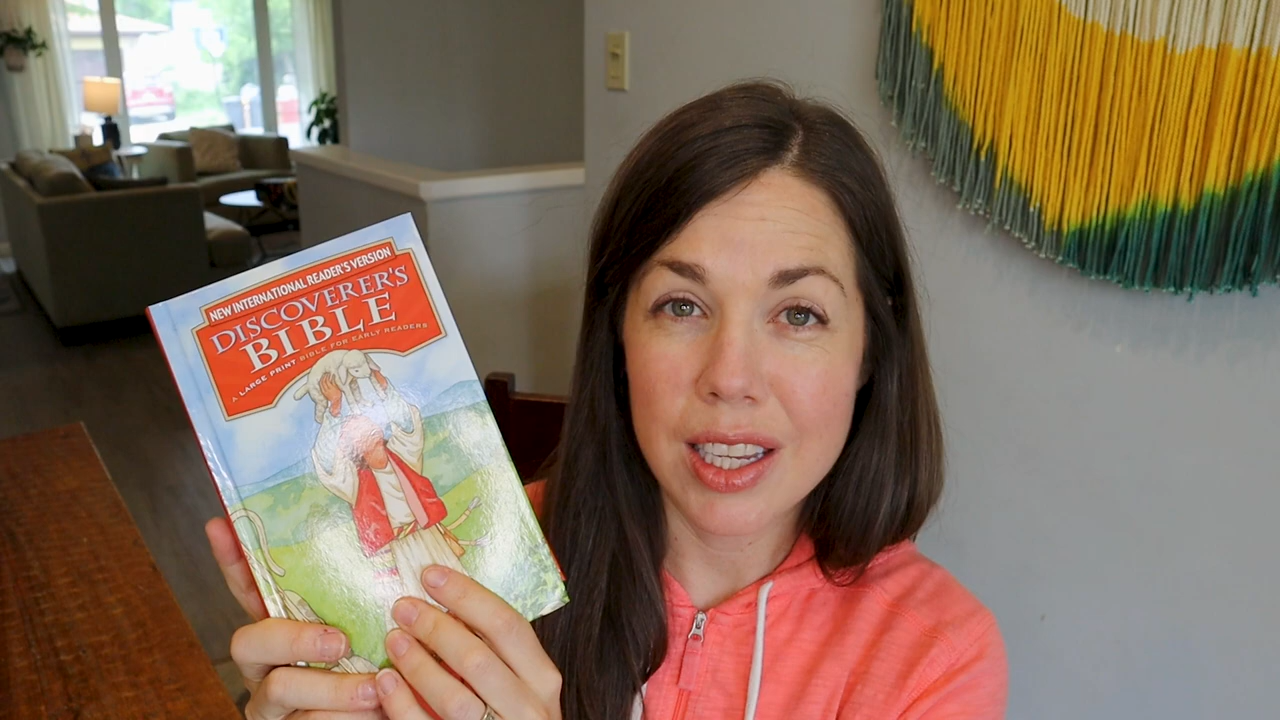 NEW INTERNATIONAL READER'S VERSION
DISCOVERER'S
BIBLE
A LARGE PRINT BIBLE FOR EARLY READERS